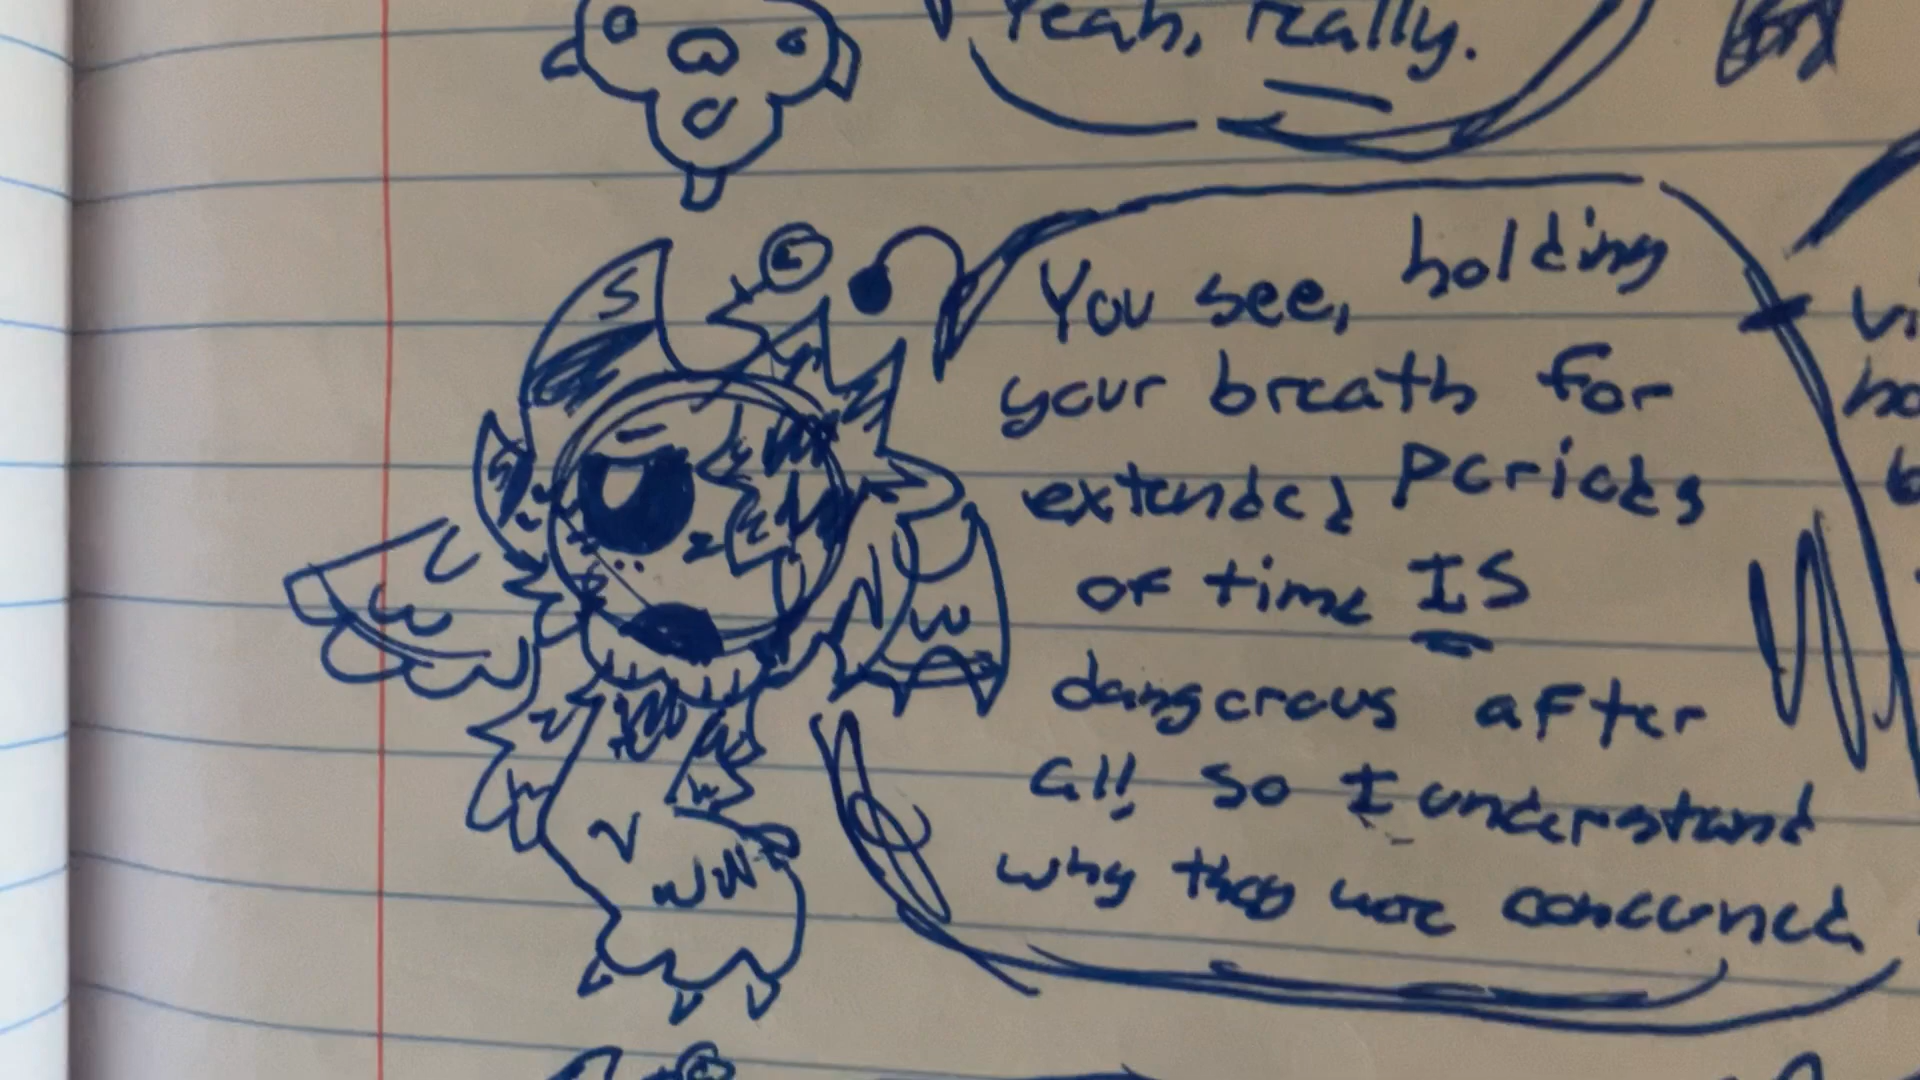 Yeah, really.
You see, holding
your breath for
extended periods
of time IS
dangerous after
all! So I understand
why they were concerned